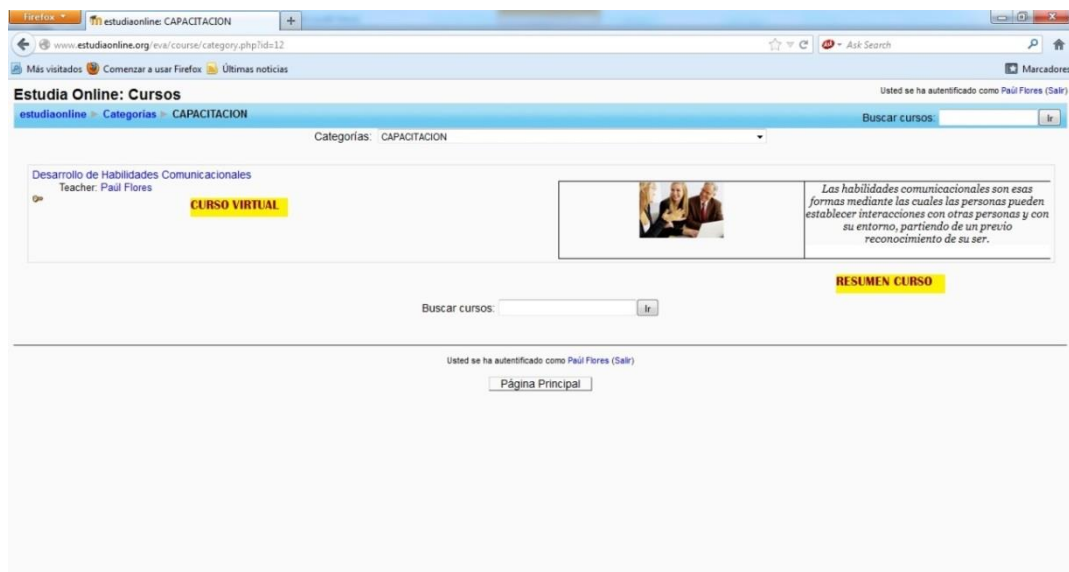 Firefox
estudiaonline: CAPACITACION
+
www.estudiaonline.org/eva/course/category.php?id=12
Ask Search
Más visitados Comenzar a usar Firefox Últimas noticias
Marcadores
Estudia Online: Cursos
Usted se ha autentificado como Paúl Flores (Salir)
estudiaonline ► Categorías ► CAPACITACION
Buscar cursos:
Ir
Categorías: CAPACITACION
Desarrollo de Habilidades Comunicacionales
Teacher: Paúl Flores
CURSO VIRTUAL
Las habilidades comunicacionales son esas
formas mediante las cuales las personas pueden
establecer interacciones con otras personas y con
su entorno, partiendo de un previo
reconocimiento de su ser.
RESUMEN CURSO
Buscar cursos:
Ir
Usted se ha autentificado como Paúl Flores (Salir)
Página Principal